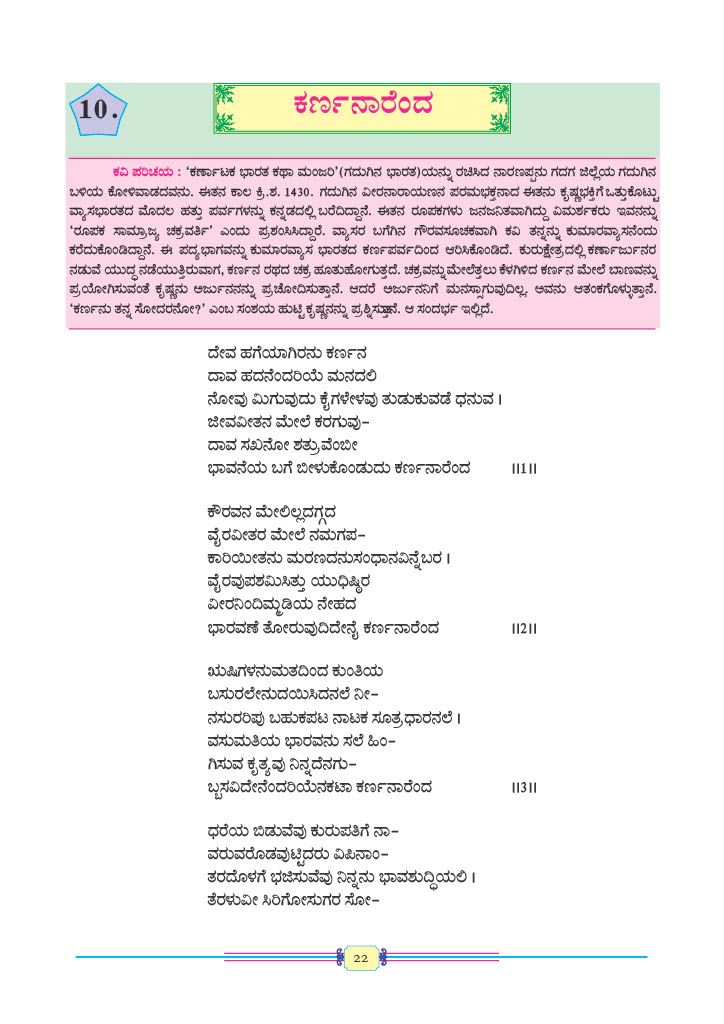 10.
ಕರ್ಣನಾರೆಂದ
ಕವಿ ಪರಿಚಯ : ‘ಕರ್ಣಾಟಕ ಭಾರತ ಕಥಾ ಮಂಜರಿ’(ಗದುಗಿನ ಭಾರತ)ಯನ್ನು ರಚಿಸಿದ ನಾರಣಪ್ಪನು ಗದಗ ಜಿಲ್ಲೆಯ ಗದುಗಿನ
ಬಳಿಯ ಕೋಳಿವಾಡದವನು. ಈತನ ಕಾಲ ಕ್ರಿ.ಶ. 1430. ಗದುಗಿನ ವೀರನಾರಾಯಣನ ಪರಮಭಕ್ತನಾದ ಈತನು ಕೃಷ್ಣಭಕ್ತಿಗೆ ಒತ್ತುಕೊಟ್ಟು
ವ್ಯಾಸಭಾರತದ ಮೊದಲ ಹತ್ತು ಪರ್ವಗಳನ್ನು ಕನ್ನಡದಲ್ಲಿ ಬರೆದಿದ್ದಾನೆ. ಈತನ ರೂಪಕಗಳು ಜನಜನಿತವಾಗಿದ್ದು ವಿಮರ್ಶಕರು ಇವನನ್ನು
‘ರೂಪಕ ಸಾಮ್ರಾಜ್ಯ ಚಕ್ರವರ್ತಿ’ ಎಂದು ಪ್ರಶಂಸಿಸಿದ್ದಾರೆ. ವ್ಯಾಸರ ಬಗೆಗಿನ ಗೌರವಸೂಚಕವಾಗಿ ಕವಿ ತನ್ನನ್ನು ಕುಮಾರವ್ಯಾಸನೆಂದು
ಕರೆದುಕೊಂಡಿದ್ದಾನೆ. ಈ ಪದ್ಯಭಾಗವನ್ನು ಕುಮಾರವ್ಯಾಸ ಭಾರತದ ಕರ್ಣಪರ್ವದಿಂದ ಆರಿಸಿಕೊಂಡಿದೆ. ಕುರುಕ್ಷೇತ್ರದಲ್ಲಿ ಕರ್ಣಾರ್ಜುನರ
ನಡುವೆ ಯುದ್ಧ ನಡೆಯುತ್ತಿರುವಾಗ, ಕರ್ಣನ ರಥದ ಚಕ್ರ ಹೂತುಹೋಗುತ್ತದೆ. ಚಕ್ರವನ್ನು ಮೇಲೆತ್ತಲು ಕೆಳಗಿಳಿದ ಕರ್ಣನ ಮೇಲೆ ಬಾಣವನ್ನು
ಪ್ರಯೋಗಿಸುವಂತೆ ಕೃಷ್ಣನು ಅರ್ಜುನನನ್ನು ಪ್ರಚೋದಿಸುತ್ತಾನೆ. ಆದರೆ ಅರ್ಜುನನಿಗೆ ಮನಸ್ಸಾಗುವುದಿಲ್ಲ. ಅವನು ಆತಂಕಗೊಳ್ಳುತ್ತಾನೆ.
‘ಕರ್ಣನು ತನ್ನ ಸೋದರನೋ?’ ಎಂಬ ಸಂಶಯ ಹುಟ್ಟಿ ಕೃಷ್ಣನನ್ನು ಪ್ರಶ್ನಿಸುತ್ತಾನೆ. ಆ ಸಂದರ್ಭ ಇಲ್ಲಿದೆ.
ದೇವ ಹಗೆಯಾಗಿರನು ಕರ್ಣನ
ದಾವ ಹದನೆಂದರಿಯೆ ಮನದಲಿ
ನೋವು ಮಿಗುವುದು ಕೈಗಳೇಳವು ತುಡುಕುವಡೆ ಧನುವ ।
ಜೀವವೀತನ ಮೇಲೆ ಕರಗುವು-
ದಾವ ಸಖನೋ ಶತ್ರುವೆಂಬೀ
ಭಾವನೆಯ ಬಗೆ ಬೀಳುಕೊಂಡುದು ಕರ್ಣನಾರೆಂದ ।।1।।
ಕೌರವನ ಮೇಲಿಲ್ಲದಗ್ಗದ
ವೈರವೀತರ ಮೇಲೆ ನಮಗಪ-
ಕಾರಿಯೀತನು ಮರಣದನುಸಂಧಾನವಿನ್ನೆಬರ ।
ವೈರವುಪಶಮಿಸಿತ್ತು ಯುಧಿಷ್ಠಿರ
ವೀರನಿಂದಿಮ್ಮಡಿಯ ನೇಹದ
ಭಾರವಣೆ ತೋರುವುದಿದೇನೈ ಕರ್ಣನಾರೆಂದ ।।2।।
ಋಷಿಗಳನುಮತದಿಂದ ಕುಂತಿಯ
ಬಸುರಲೇನುದಯಿಸಿದನಲೆ ನೀ-
ನಸುರರಿಪು ಬಹುಕಪಟ ನಾಟಕ ಸೂತ್ರಧಾರನಲೆ ।
ವಸುಮತಿಯ ಭಾರವನು ಸಲೆ ಹಿಂ-
ಗಿಸುವ ಕೃತ್ಯವು ನಿನ್ನದೆನಗು-
ಬ್ಬಸವಿದೇನೆಂದರಿಯೆನಕಟಾ ಕರ್ಣನಾರೆಂದ ।।3।।
ಧರೆಯ ಬಿಡುವೆವು ಕುರುಪತಿಗೆ ನಾ-
ವರುವರೊಡವುಟ್ಟಿದರು ವಿಪಿನಾಂ-
ತರದೊಳಗೆ ಭಜಿಸುವೆವು ನಿನ್ನನು ಭಾವಶುದ್ಧಿಯಲಿ ।
ತೆರಳುವೀ ಸಿರಿಗೋಸುಗರ ಸೋ-
22